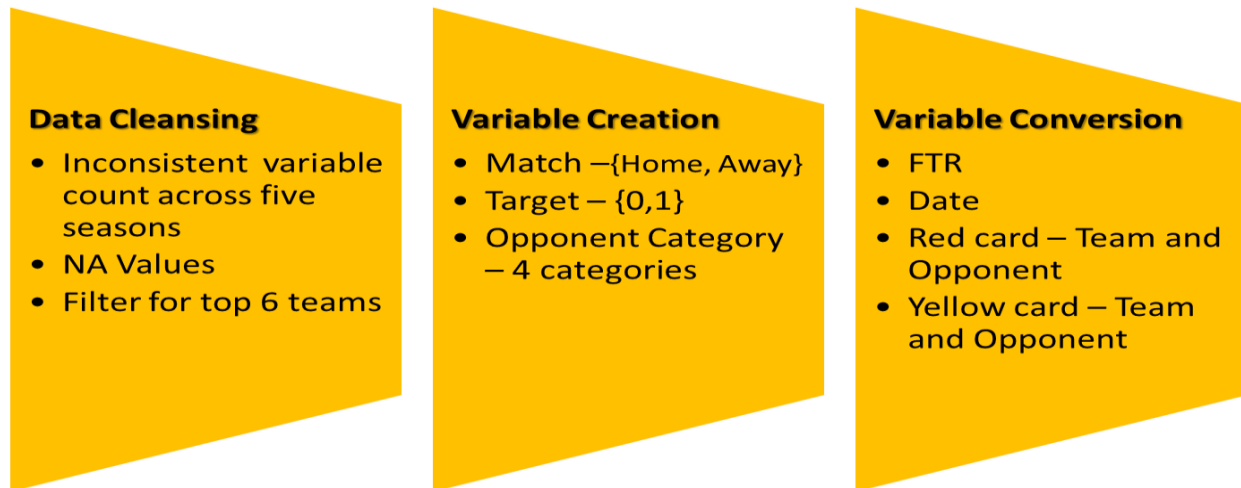 Data Cleansing
• Inconsistent variable
count across five
seasons
• NA Values
• Filter for top 6 teams
Variable Creation
• Match –{Home, Away}
• Target – {0,1}
• Opponent Category
– 4 categories
Variable Conversion
• FTR
• Date
• Red card – Team and
Opponent
• Yellow card – Team
and Opponent